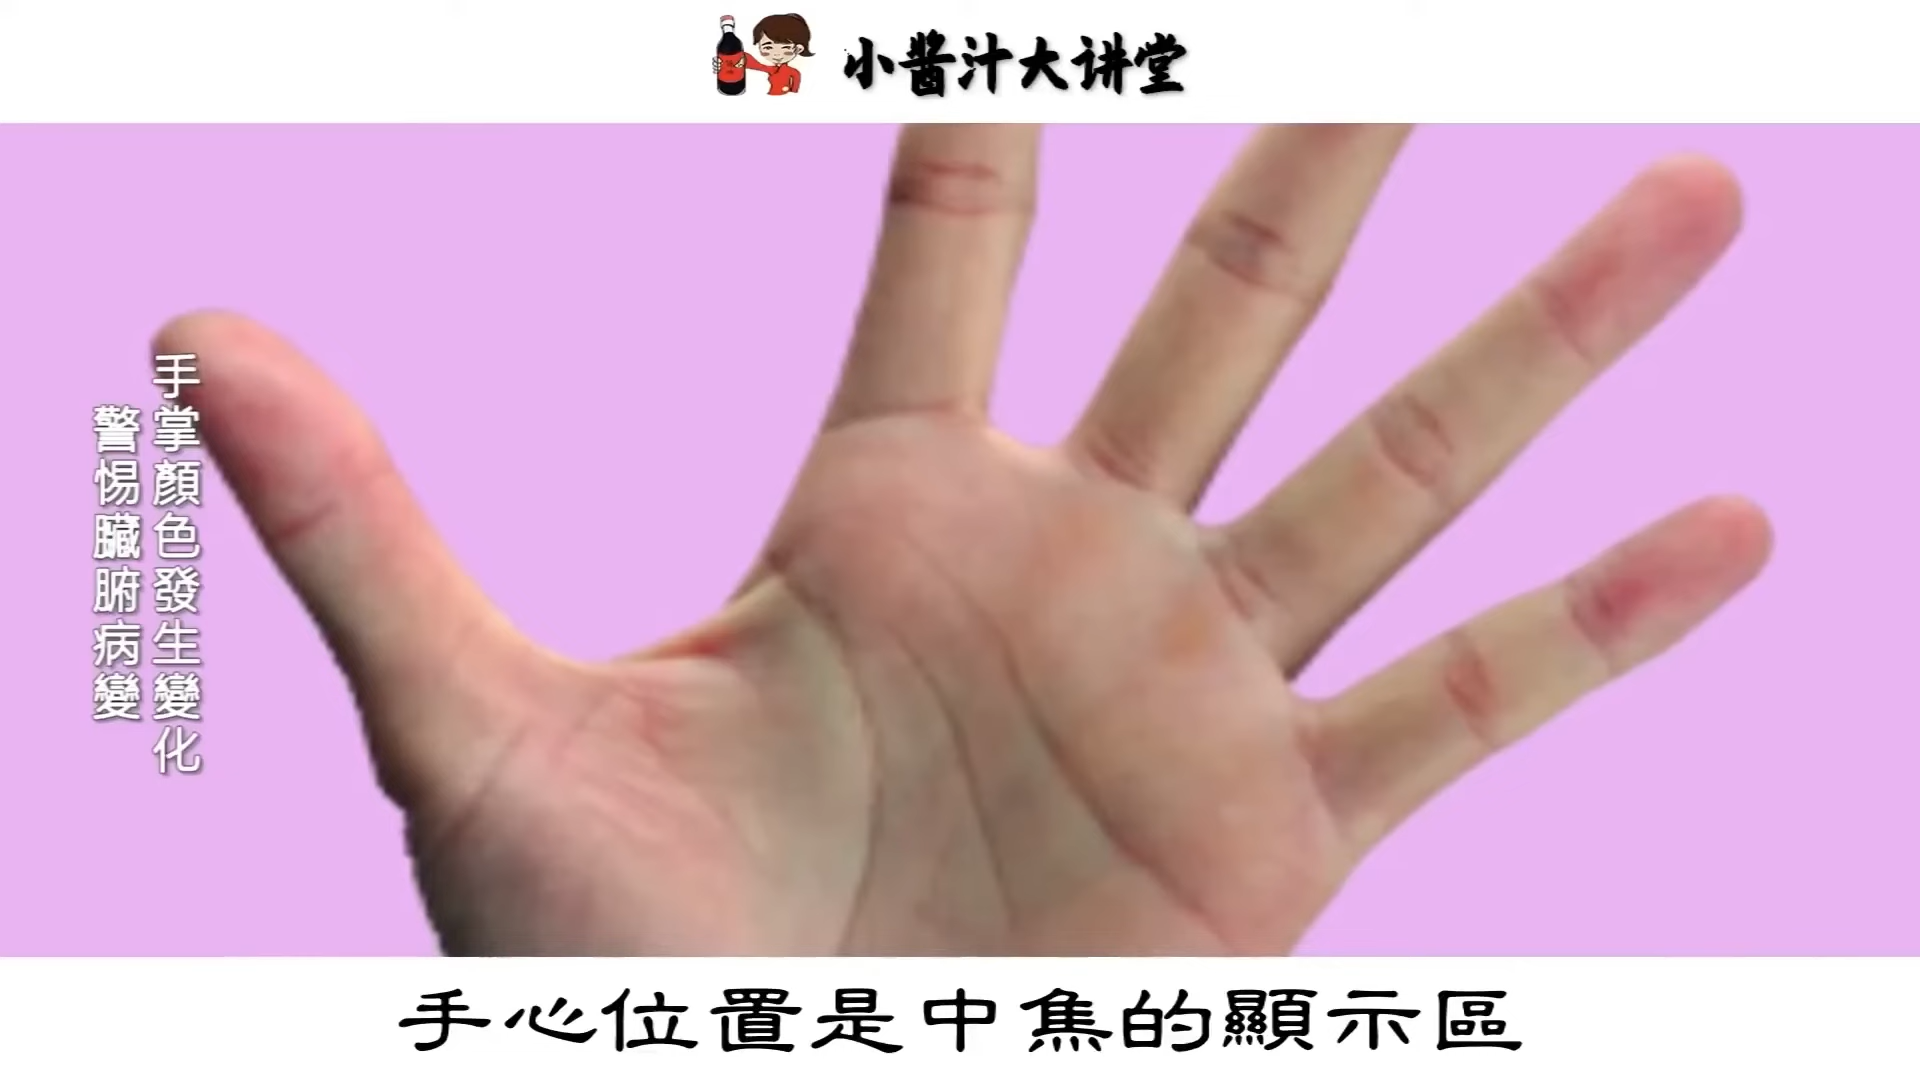 小酱汁大讲堂
手掌顏色發生變化
警惕臟腑病變
手心位置是中焦的顯示區